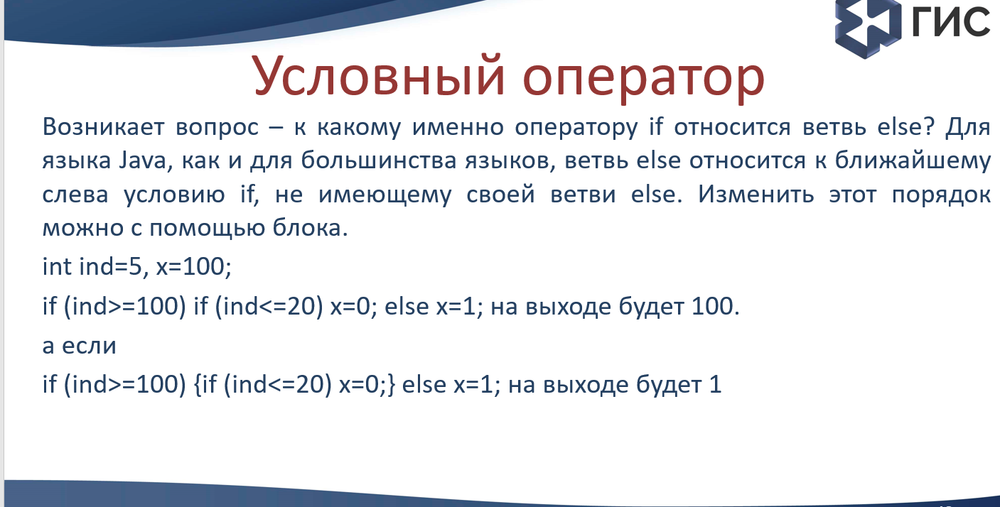 ГИС
Условный оператор
Возникает вопрос – к какому именно оператору if относится ветвь else? Для
языка Java, как и для большинства языков, ветвь else относится к ближайшему
слева условию if, не имеющему своей ветви else. Изменить этот порядок
можно с помощью блока.
int ind=5, x=100;
if (ind>=100) if (ind<=20) x=0; else x=1; на выходе будет 100.
а если
if (ind>=100) {if (ind<=20) x=0;} else x=1; на выходе будет 1